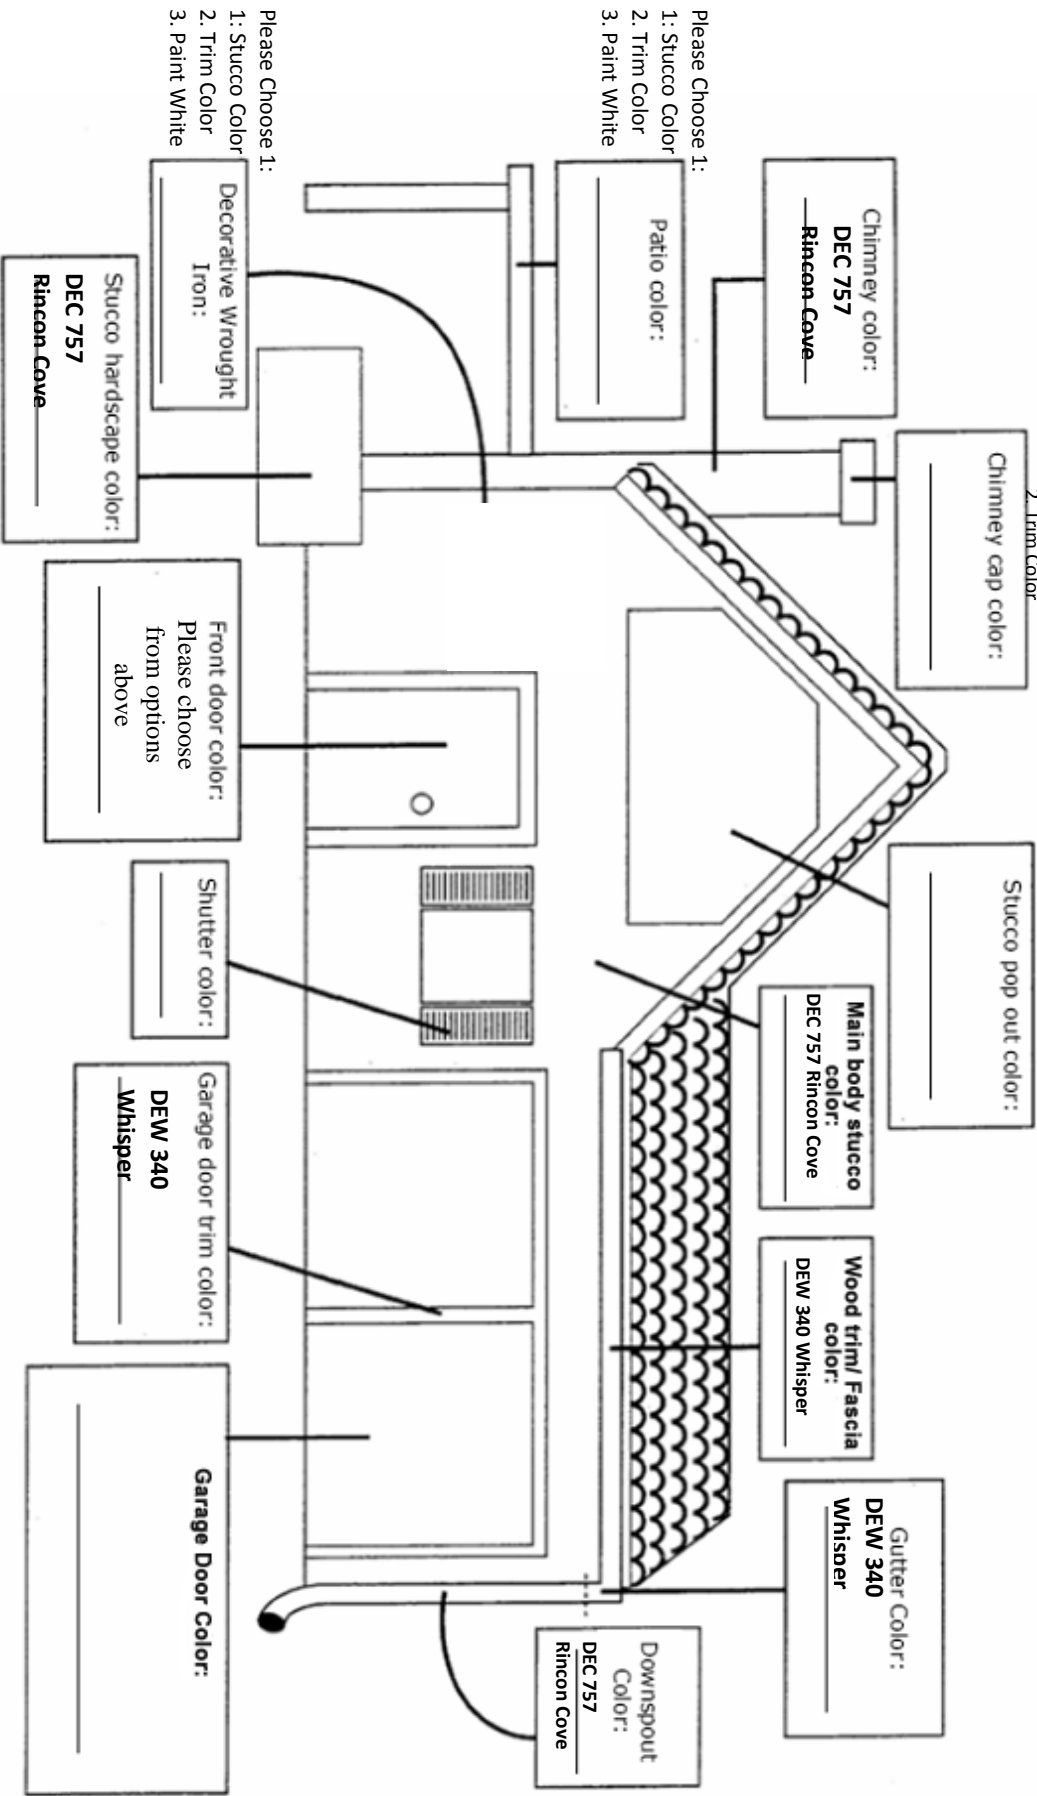 2. Trim Color
Please Choose 1:
1: Stucco Color
2. Trim Color
3. Paint White
Please Choose 1:
1: Stucco Color
2. Trim Color
3. Paint White
Chimney color:
DEC 757
Rincon Cove
Chimney cap color:
Stucco pop out color:
Main body stucco
color:
DEC 757 Rincon Cove
Wood trim/ Fascia
color:
DEW 340 Whisper
Gutter Color:
DEW 340
Whisper
Patio color:
Downspout
Color:
DEC 757
Rincon Cove
Decorative Wrought
Iron:
Stucco hardscape color:
DEC 757
Rincon Cove
Front door color:
Please choose
from options
above
Shutter color:
Garage door trim color:
DEW 340
Whisper
Garage Door Color: